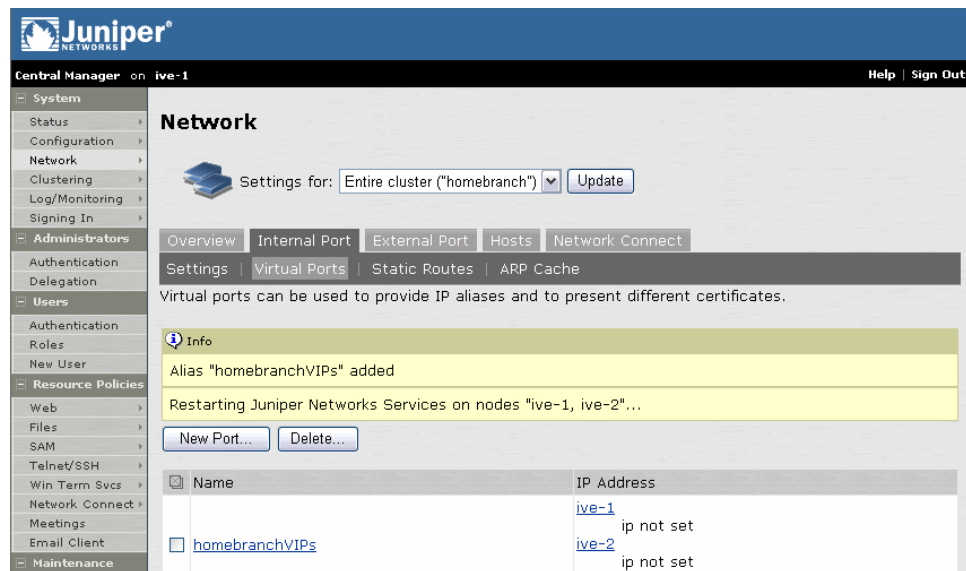 Juniper®
NETWORKS
Central Manager on ive-1
Help | Sign Out
System
Status
Configuration
Network
Clustering
Log/Monitoring
Signing In
Administrators
Authentication
Delegation
Users
Authentication
Roles
New User
Resource Policies
Web
Files
SAM
Telnet/SSH
Win Term Svcs
Network Connect
Meetings
Email Client
Maintenance
Network
Settings for: Entire cluster ("homebranch") Update
Overview Internal Port External Port Hosts Network Connect
Settings | Virtual Ports | Static Routes | ARP Cache
Virtual ports can be used to provide IP aliases and to present different certificates.
Info
Alias "homebranchVIPs" added
Restarting Juniper Networks Services on nodes "ive-1, ive-2"...
New Port... Delete...
Name IP Address
homebranchVIPs
ive-1
ip not set
ive-2
ip not set